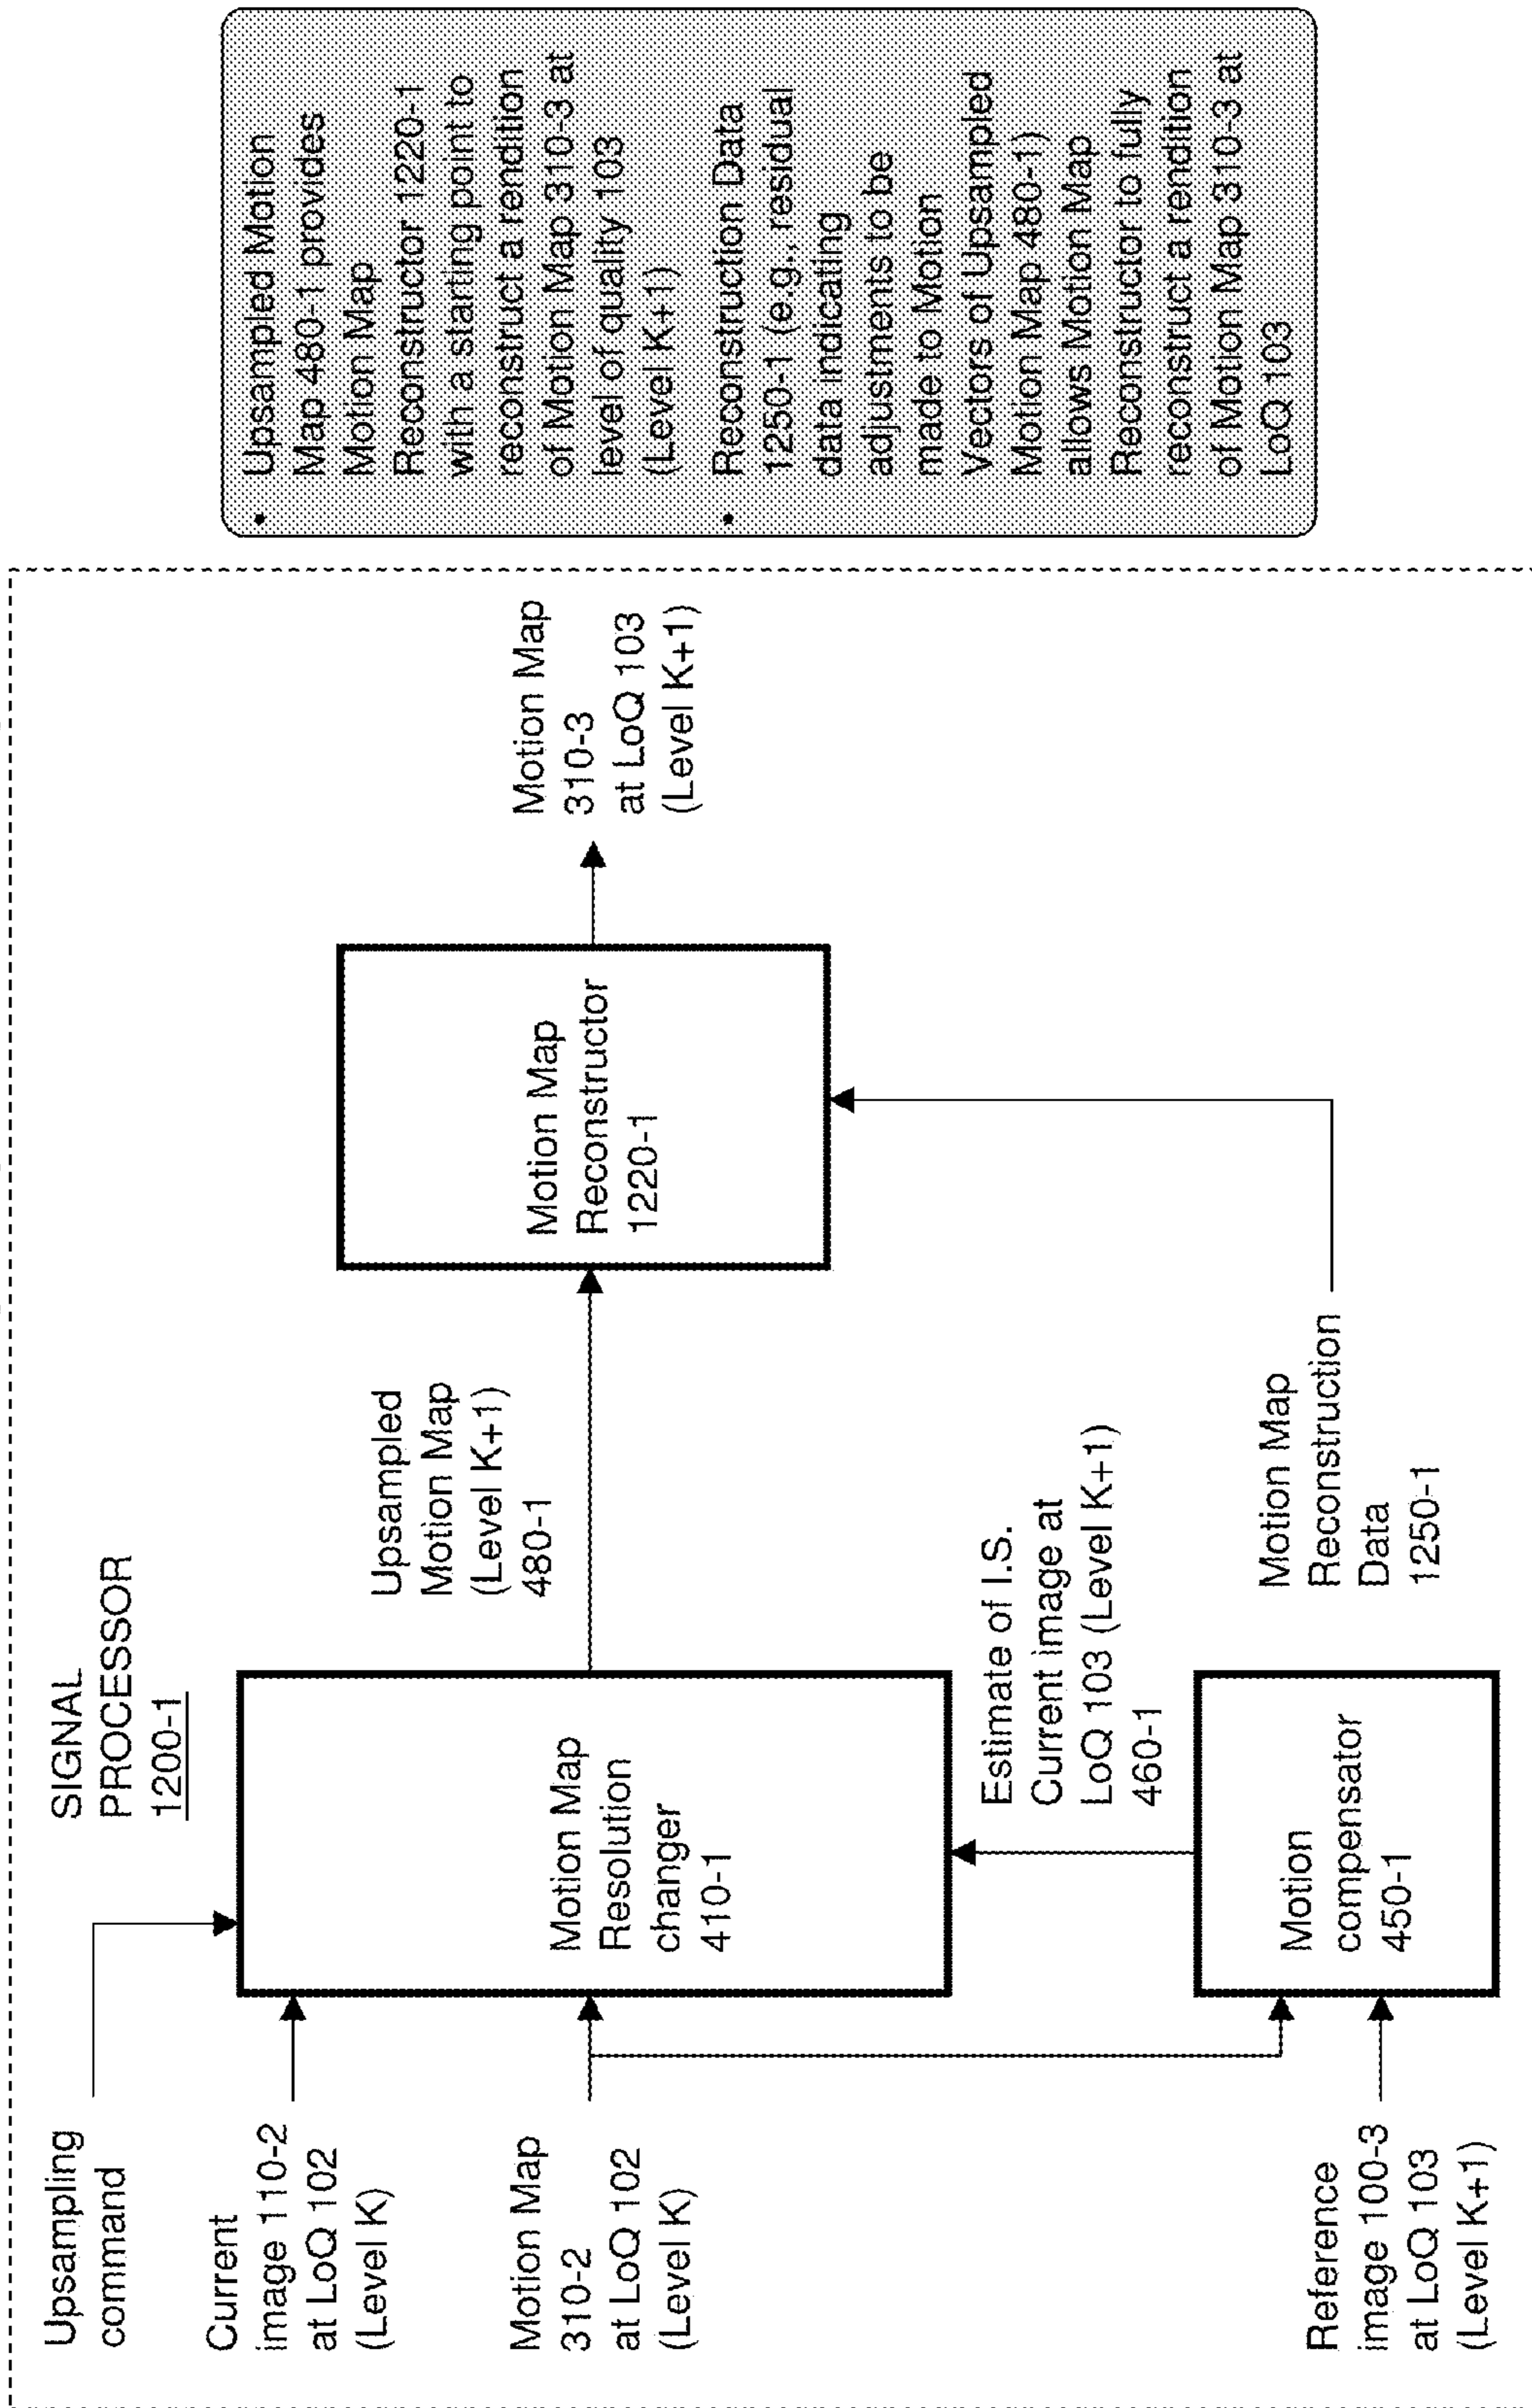 SIGNAL
PROCESSOR
1200-1
Upsampling
command
Current
image 110-2
at LoQ 102
(Level K)
Motion Map
310-2
at LoQ 102
(Level K)
Reference
image 100-3
at LoQ 103
(Level K+1)
Motion Map
Resolution
changer
410-1
Motion
compensator
450-1
Estimate of I.S.
Current image at
LoQ 103 (Level K+1)
460-1
Upsampled
Motion Map
(Level K+1)
480-1
Motion Map
Reconstruction
Data
1250-1
Motion Map
Reconstructor
1220-1
Motion Map
310-3
at LoQ 103
(Level K+1)
• Upsampled Motion
Map 480-1 provides
Motion Map
Reconstructor 1220-1
with a starting point to
reconstruct a rendition
of Motion Map 310-3 at
level of quality 103
(Level K+1)
• Reconstruction Data
1250-1 (e.g., residual
data indicating
adjustments to be
made to Motion
Vectors of Upsampled
Motion Map 480-1)
allows Motion Map
Reconstructor to fully
reconstruct a rendition
of Motion Map 310-3 at
LoQ 103